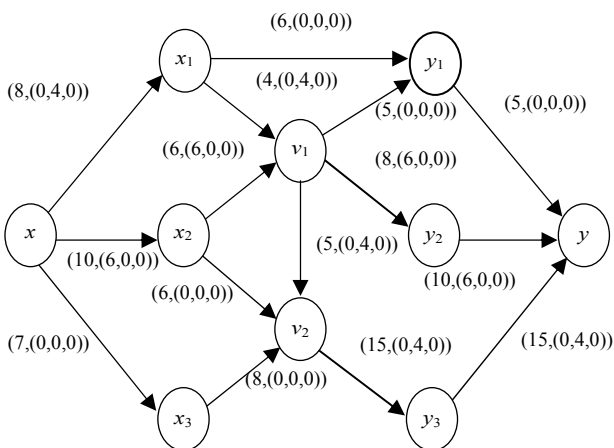 (6,(0,0,0))
x1
y1
(8,(0,4,0))
(4,(0,4,0))
(5,(0,0,0))
(5,(0,0,0))
(6,(6,0,0))
v1
(8,(6,0,0))
x
x2
(5,(0,4,0))
y2
y
(10,(6,0,0))
(10,(6,0,0))
(6,(0,0,0))
v2
(7,(0,0,0))
(15,(0,4,0))
(15,(0,4,0))
(8,(0,0,0))
x3
y3